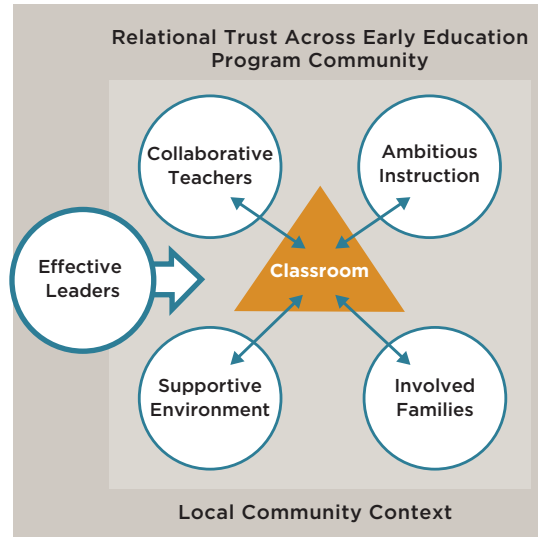 Relational Trust Across Early Education
Program Community
Collaborative
Teachers
Ambitious
Instruction
Effective
Leaders
Classroom
Supportive
Environment
Involved
Families
Local Community Context